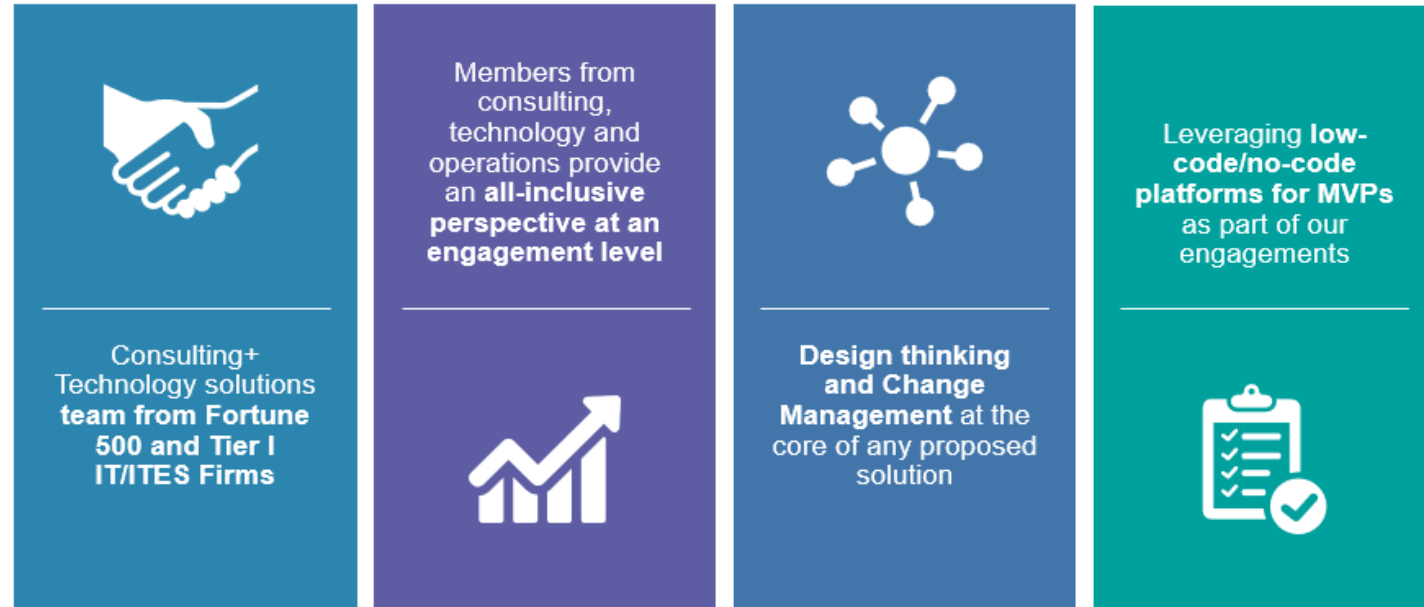 Consulting+
Technology solutions
team from Fortune
500 and Tier I
IT/ITES Firms
Members from
consulting,
technology and
operations provide
an all-inclusive
perspective at an
engagement level
Design thinking
and Change
Management at the
core of any proposed
solution
Leveraging low-
code/no-code
platforms for MVPs
as part of our
engagements